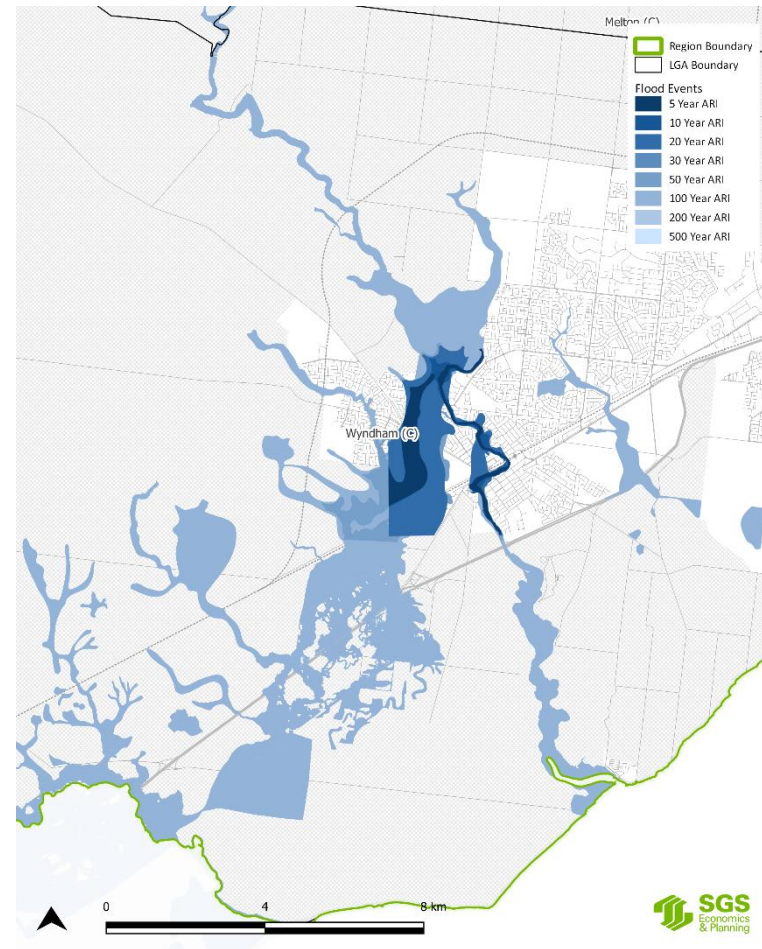 Melton (C)
Region Boundary
LGA Boundary
Flood Events
5 Year ARI
10 Year ARI
20 Year ARI
30 Year ARI
50 Year ARI
100 Year ARI
200 Year ARI
500 Year ARI
Wyndham (C)
0 4 8 km
SGS
Economics
& Planning